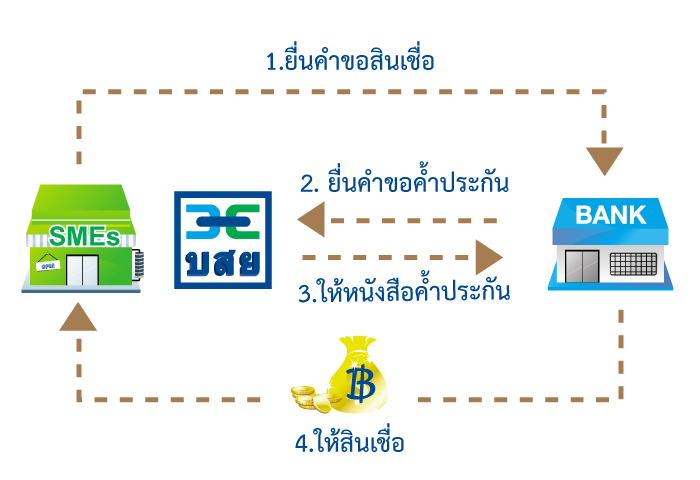 1.ยื่นคำขอสินเชื่อ
2. ยื่นคำขอค้ำประกัน
BANK
SMEs
OPEN
บสย
3.ให้หนังสือค้ำประกัน
฿
4.ให้สินเชื่อ